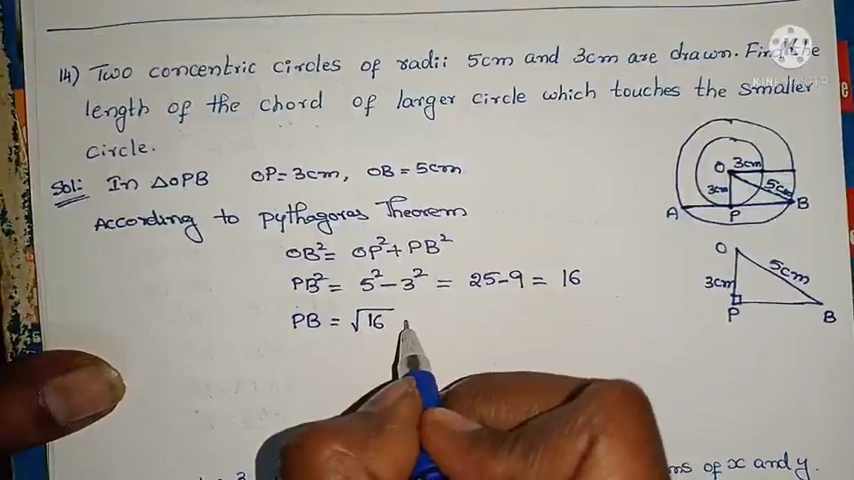 14) Two concentric circles of radii 5cm and 3cm are drawn. Find the
length of the chord of larger circle which touches the smaller
circle.
Sol:- In △OPB OP=3cm, OB=5cm
According to pythagoras Theorem
OB²= OP²+PB²
PB²= 5²-3² = 25-9 = 16
PB = √16
O 3cm
3cm 5cm
A P B
O
3cm 5cm
P B
of x and y.